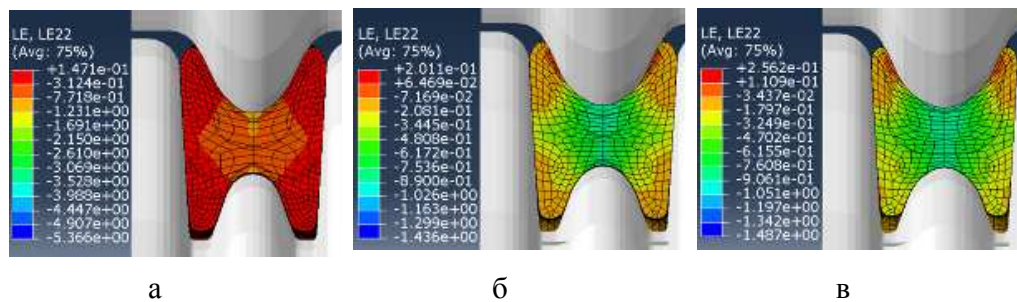 LE, LE22
(Avg: 75%)
+1.471e-01
-3.124e-01
-7.718e-01
-1.231e+00
-1.691e+00
-2.150e+00
-2.610e+00
-3.069e+00
-3.528e+00
-3.988e+00
-4.447e+00
-4.907e+00
-5.366e+00
LE, LE22
(Avg: 75%)
+2.011e-01
+6.469e-02
-7.169e-02
-2.081e-01
-3.445e-01
-4.808e-01
-6.172e-01
-7.536e-01
-8.900e-01
-1.026e+00
-1.163e+00
-1.299e+00
-1.436e+00
LE, LE22
(Avg: 75%)
+2.562e-01
+1.109e-01
-3.437e-02
-1.797e-01
-3.249e-01
-4.702e-01
-6.155e-01
-7.608e-01
-9.061e-01
-1.051e+00
-1.197e+00
-1.342e+00
-1.487e+00
а
б
в